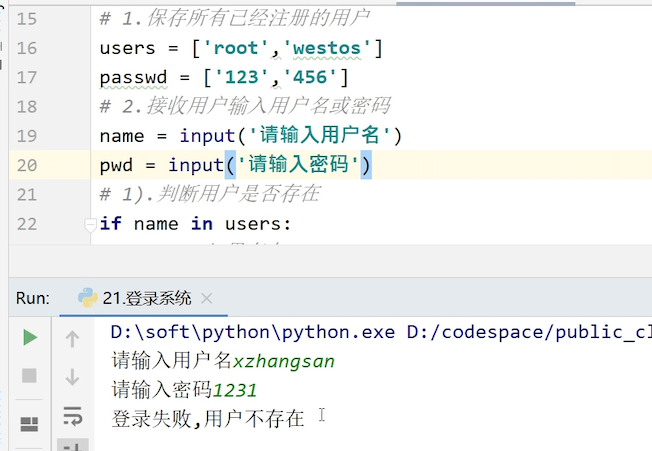 15 # 1.保存所有已经注册的用户
16 users = ['root','westos']
17 passwd = ['123','456']
18 # 2.接收用户输入用户名或密码
19 name = input('请输入用户名')
20 pwd = input('请输入密码')
21 # 1).判断用户是否存在
22 if name in users:
Run: 21.登录系统
D:\soft\python\python.exe D:/codespace/public_cl
请输入用户名xzhangsan
请输入密码1231
登录失败,用户不存在